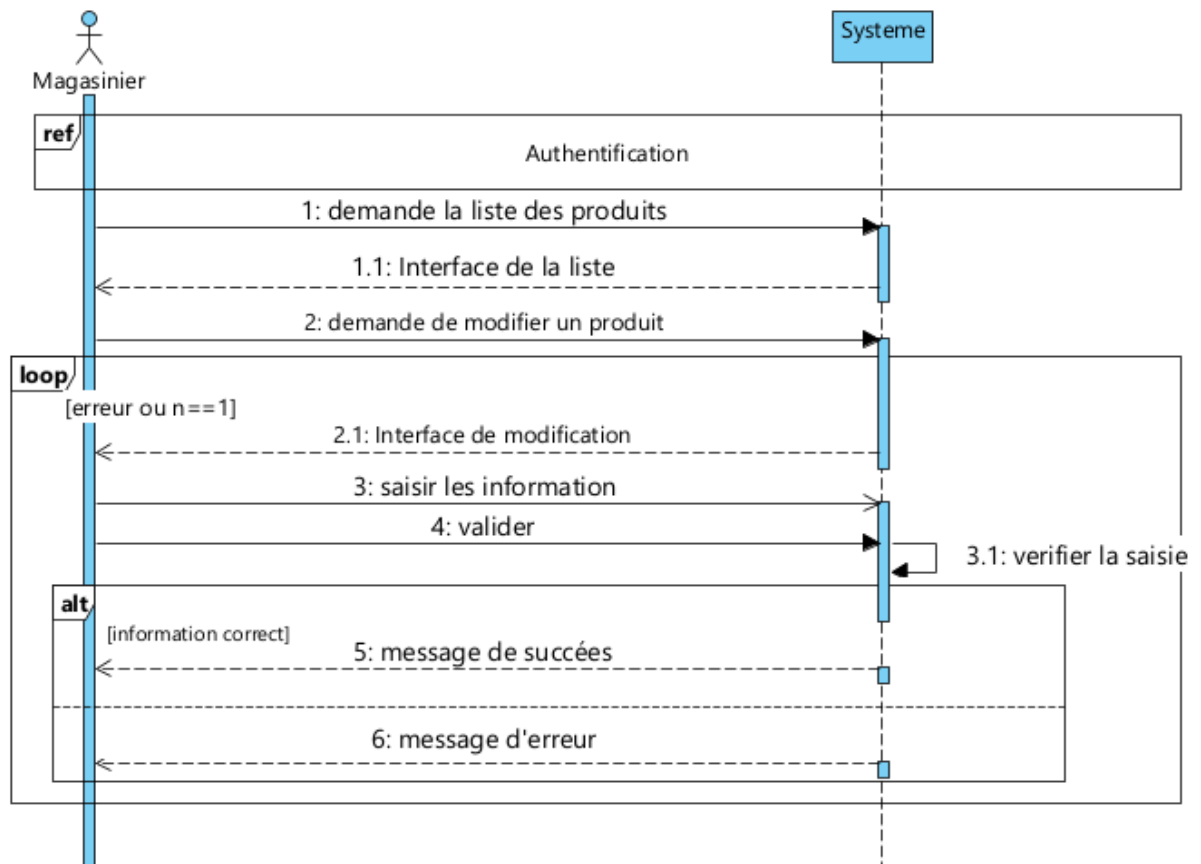 Systeme
Magasinier
ref
Authentification
1: demande la liste des produits
1.1: Interface de la liste
2: demande de modifier un produit
loop
[erreur ou n==1]
2.1: Interface de modification
3: saisir les information
4: valider
3.1: verifier la saisie
alt
[information correct]
5: message de succées
6: message d'erreur